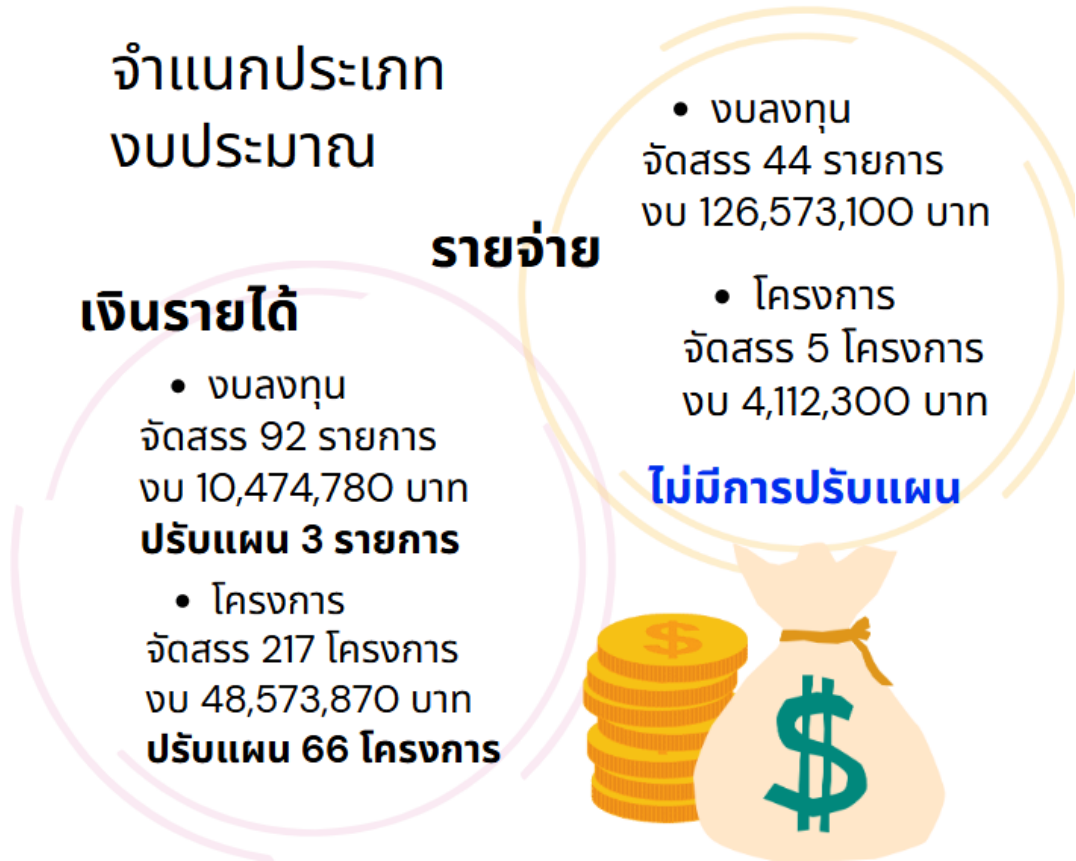 จำแนกประเภท
งบประมาณ
รายจ่าย
• งบลงทุน
จัดสรร 44 รายการ
งบ 126,573,100 บาท
• โครงการ
จัดสรร 5 โครงการ
งบ 4,112,300 บาท
ไม่มีการปรับแผน
เงินรายได้
• งบลงทุน
จัดสรร 92 รายการ
งบ 10,474,780 บาท
ปรับแผน 3 รายการ
• โครงการ
จัดสรร 217 โครงการ
งบ 48,573,870 บาท
ปรับแผน 66 โครงการ
$
$